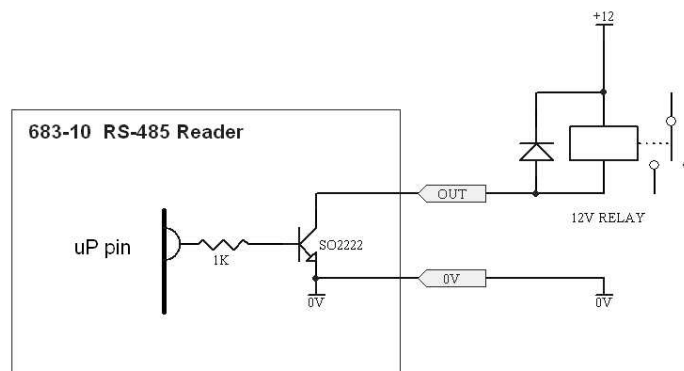 +12
683-10 RS-485 Reader
OUT
12V RELAY
uP pin
1K
SO2222
0V
0V
0V